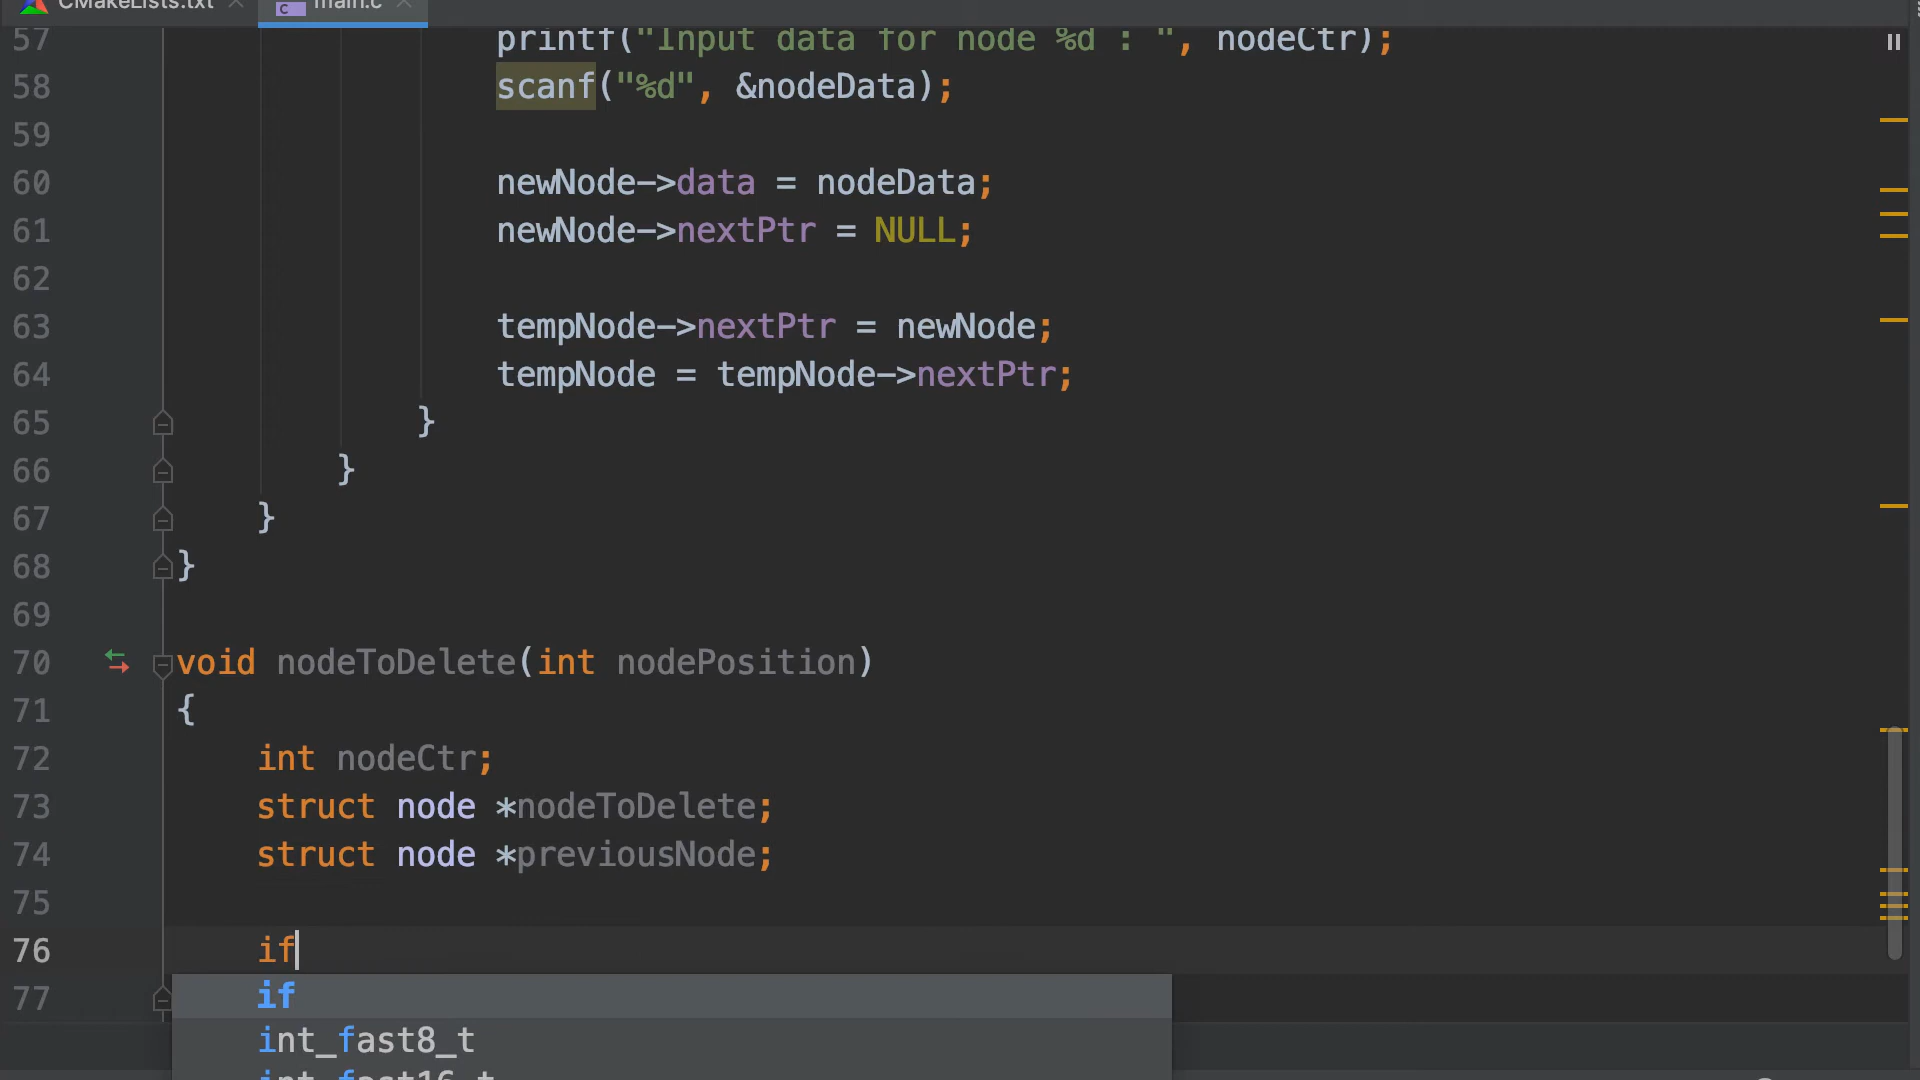 CMakeLists.txt main.c
57 printf("Input data for node %d : ", nodeCtr);
58 scanf("%d", &nodeData);
59
60 newNode->data = nodeData;
61 newNode->nextPtr = NULL;
62
63 tempNode->nextPtr = newNode;
64 tempNode = tempNode->nextPtr;
65 }
66 }
67 }
68 }
69
70 void nodeToDelete(int nodePosition)
71 {
72 int nodeCtr;
73 struct node *nodeToDelete;
74 struct node *previousNode;
75
76 if
77 if
int_fast8_t
int_fast16_t